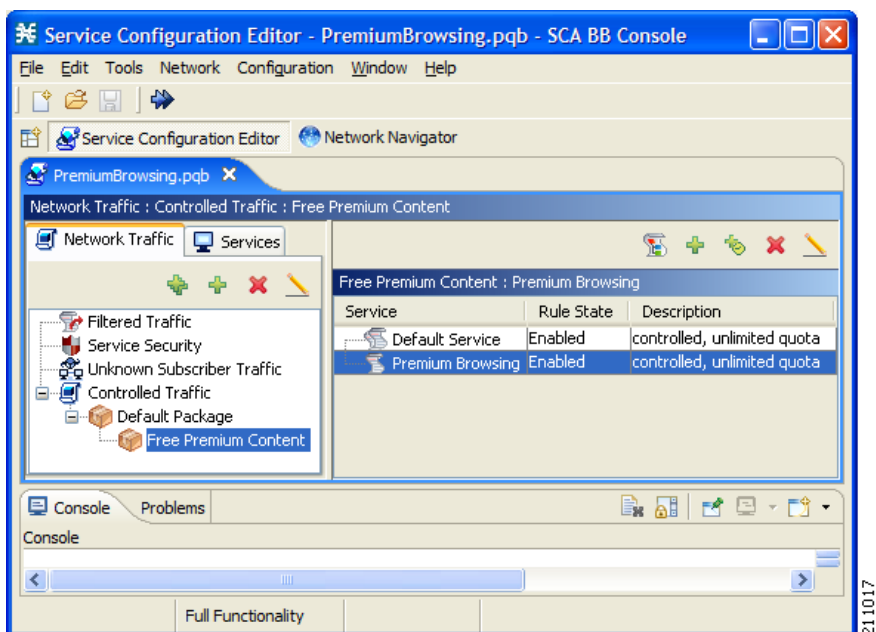 Service Configuration Editor - PremiumBrowsing.pqb - SCA BB Console
File Edit Tools Network Configuration Window Help
Service Configuration Editor Network Navigator
PremiumBrowsing.pqb
Network Traffic : Controlled Traffic : Free Premium Content
Network Traffic Services
Filtered Traffic
Service Security
Unknown Subscriber Traffic
Controlled Traffic
Default Package
Free Premium Content
Free Premium Content : Premium Browsing
Service Rule State Description
Default Service Enabled controlled, unlimited quota
Premium Browsing Enabled controlled, unlimited quota
Console Problems
Console
Full Functionality
211017